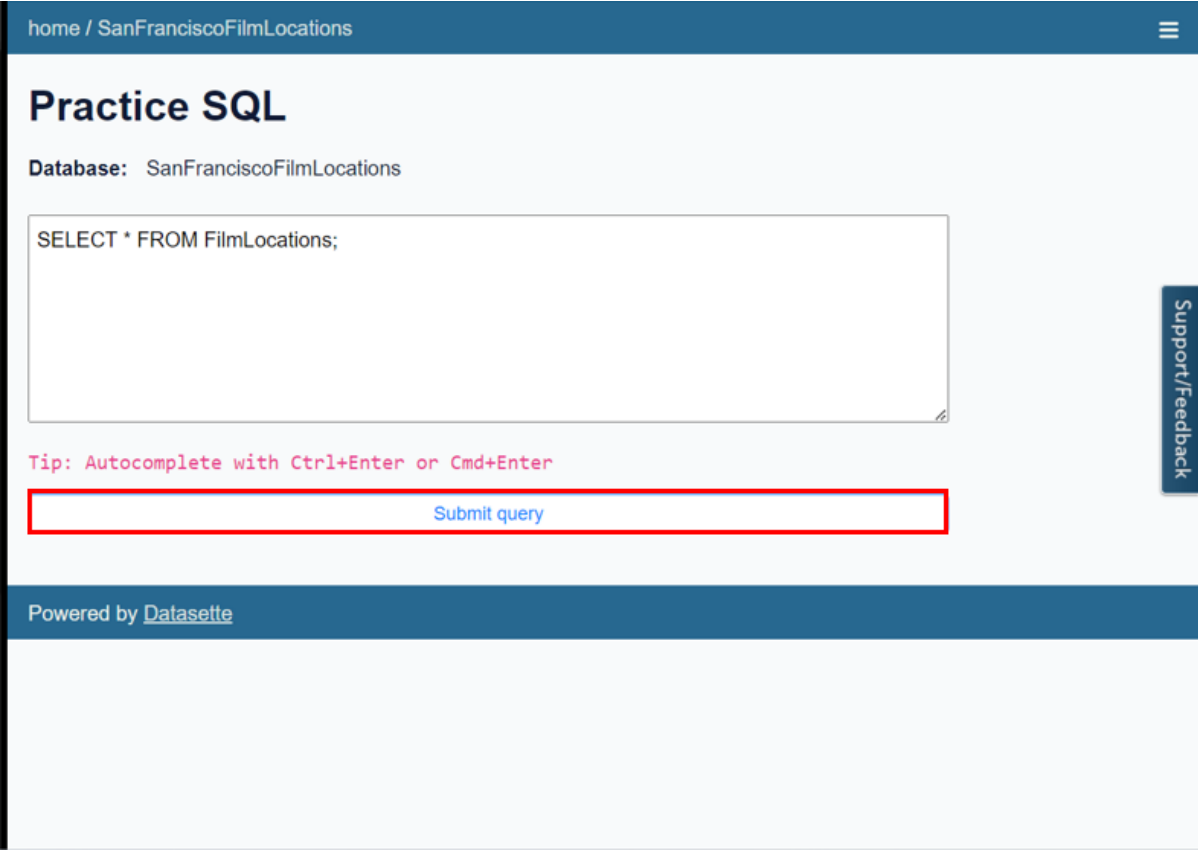 home / SanFranciscoFilmLocations
Practice SQL
Database: SanFranciscoFilmLocations
SELECT * FROM FilmLocations;
Support/Feedback
Tip: Autocomplete with Ctrl+Enter or Cmd+Enter
Submit query
Powered by Datasette